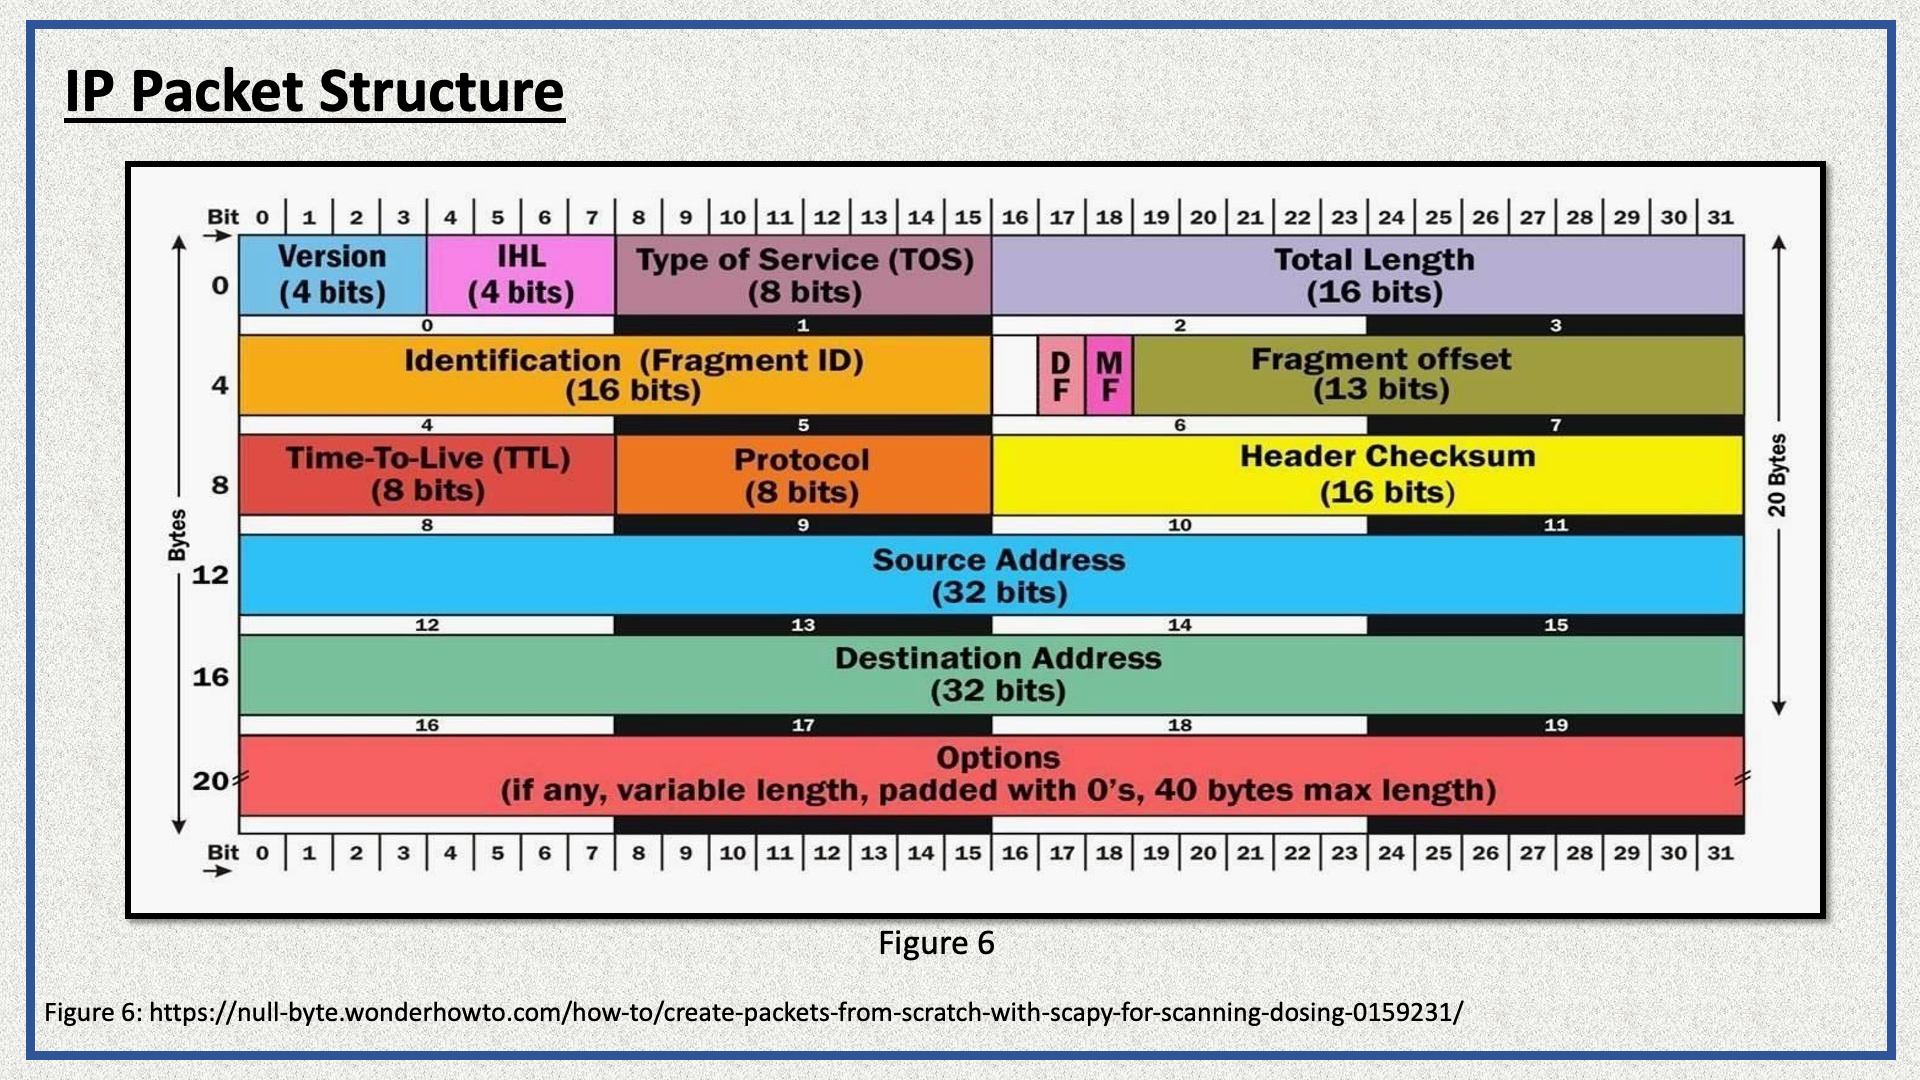 IP Packet Structure
Bit 0 1 2 3 4 5 6 7 8 9 10 11 12 13 14 15 16 17 18 19 20 21 22 23 24 25 26 27 28 29 30 31
Version IHL Type of Service (TOS) Total Length
0 (4 bits) (4 bits) (8 bits) (16 bits)
0 1 2 3
Identification (Fragment ID) D M Fragment offset
4 (16 bits) F F (13 bits)
4 5 6 7
Time-To-Live (TTL) Protocol Header Checksum
8 (8 bits) (8 bits) (16 bits)
8 9 10 11
Bytes
20 Bytes
Source Address
12 (32 bits)
12 13 14 15
Destination Address
16 (32 bits)
16 17 18 19
Options
20 (if any, variable length, padded with 0’s, 40 bytes max length)
Bit 0 1 2 3 4 5 6 7 8 9 10 11 12 13 14 15 16 17 18 19 20 21 22 23 24 25 26 27 28 29 30 31
Figure 6
Figure 6: https://null-byte.wonderhowto.com/how-to/create-packets-from-scratch-with-scapy-for-scanning-dosing-0159231/